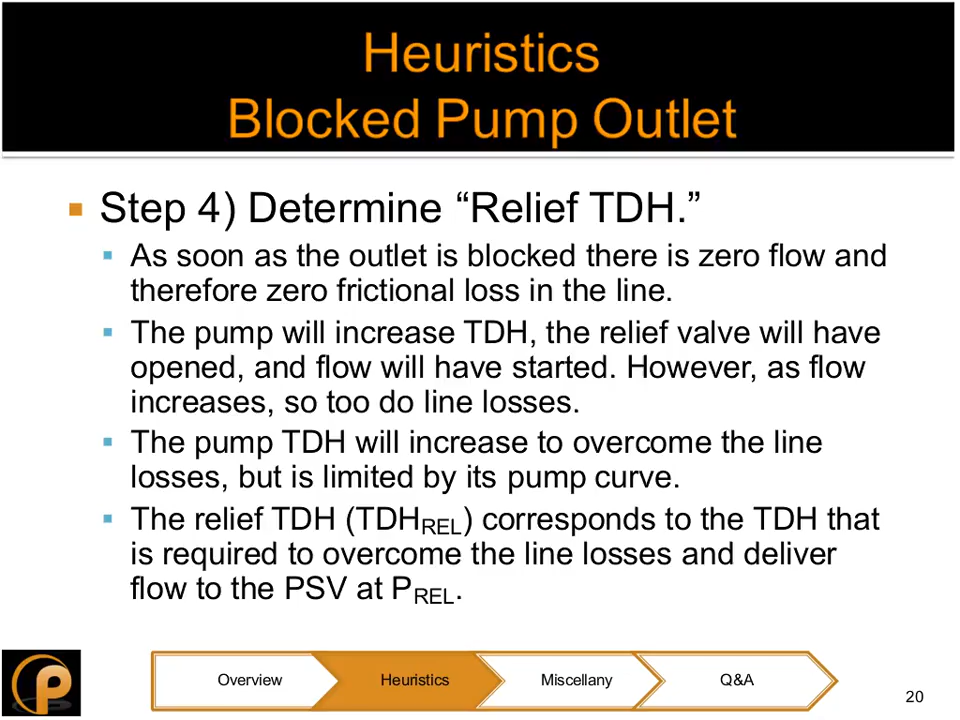 Heuristics
Blocked Pump Outlet
Step 4) Determine “Relief TDH.”
As soon as the outlet is blocked there is zero flow and
therefore zero frictional loss in the line.
The pump will increase TDH, the relief valve will have
opened, and flow will have started. However, as flow
increases, so too do line losses.
The pump TDH will increase to overcome the line
losses, but is limited by its pump curve.
The relief TDH (TDHREL) corresponds to the TDH that
is required to overcome the line losses and deliver
flow to the PSV at PREL.
Overview
Heuristics
Miscellany
Q&A
20